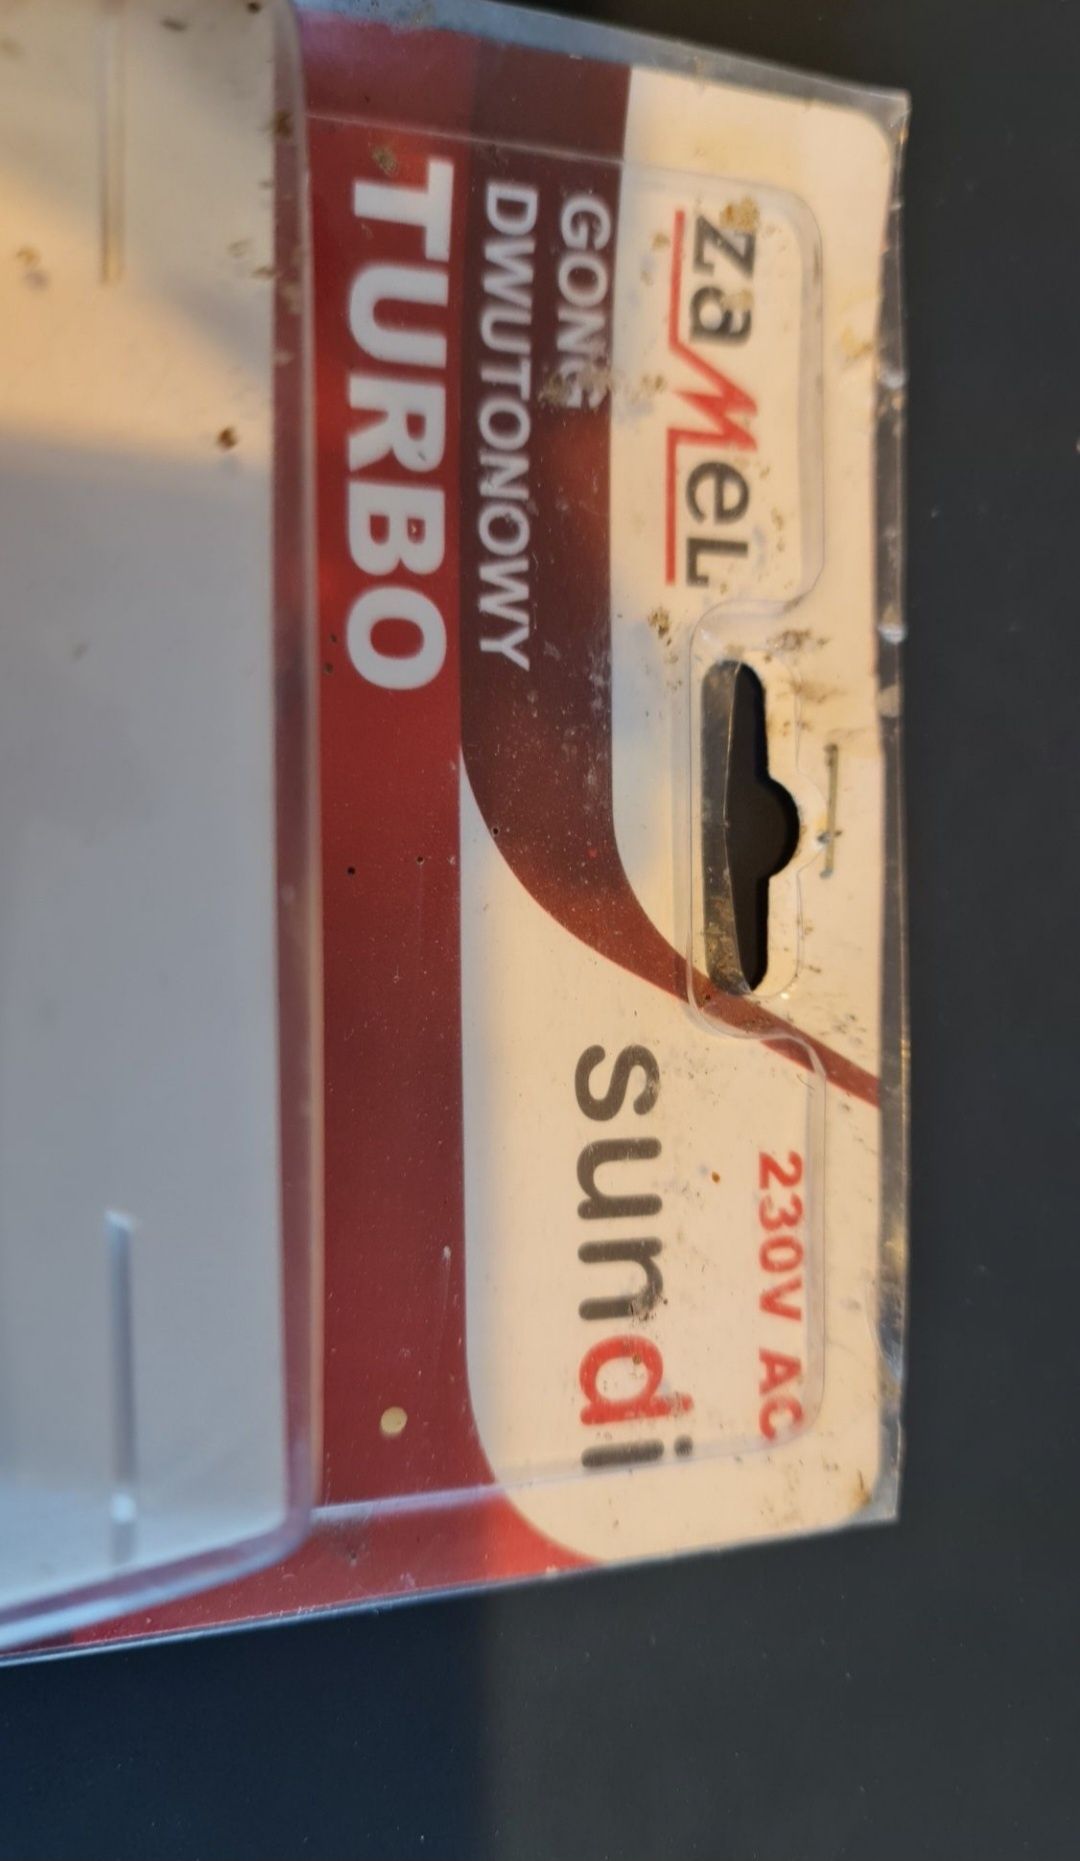 zaMeL
230V AC
GONG
DWUTONOWY
sundi
TURBO